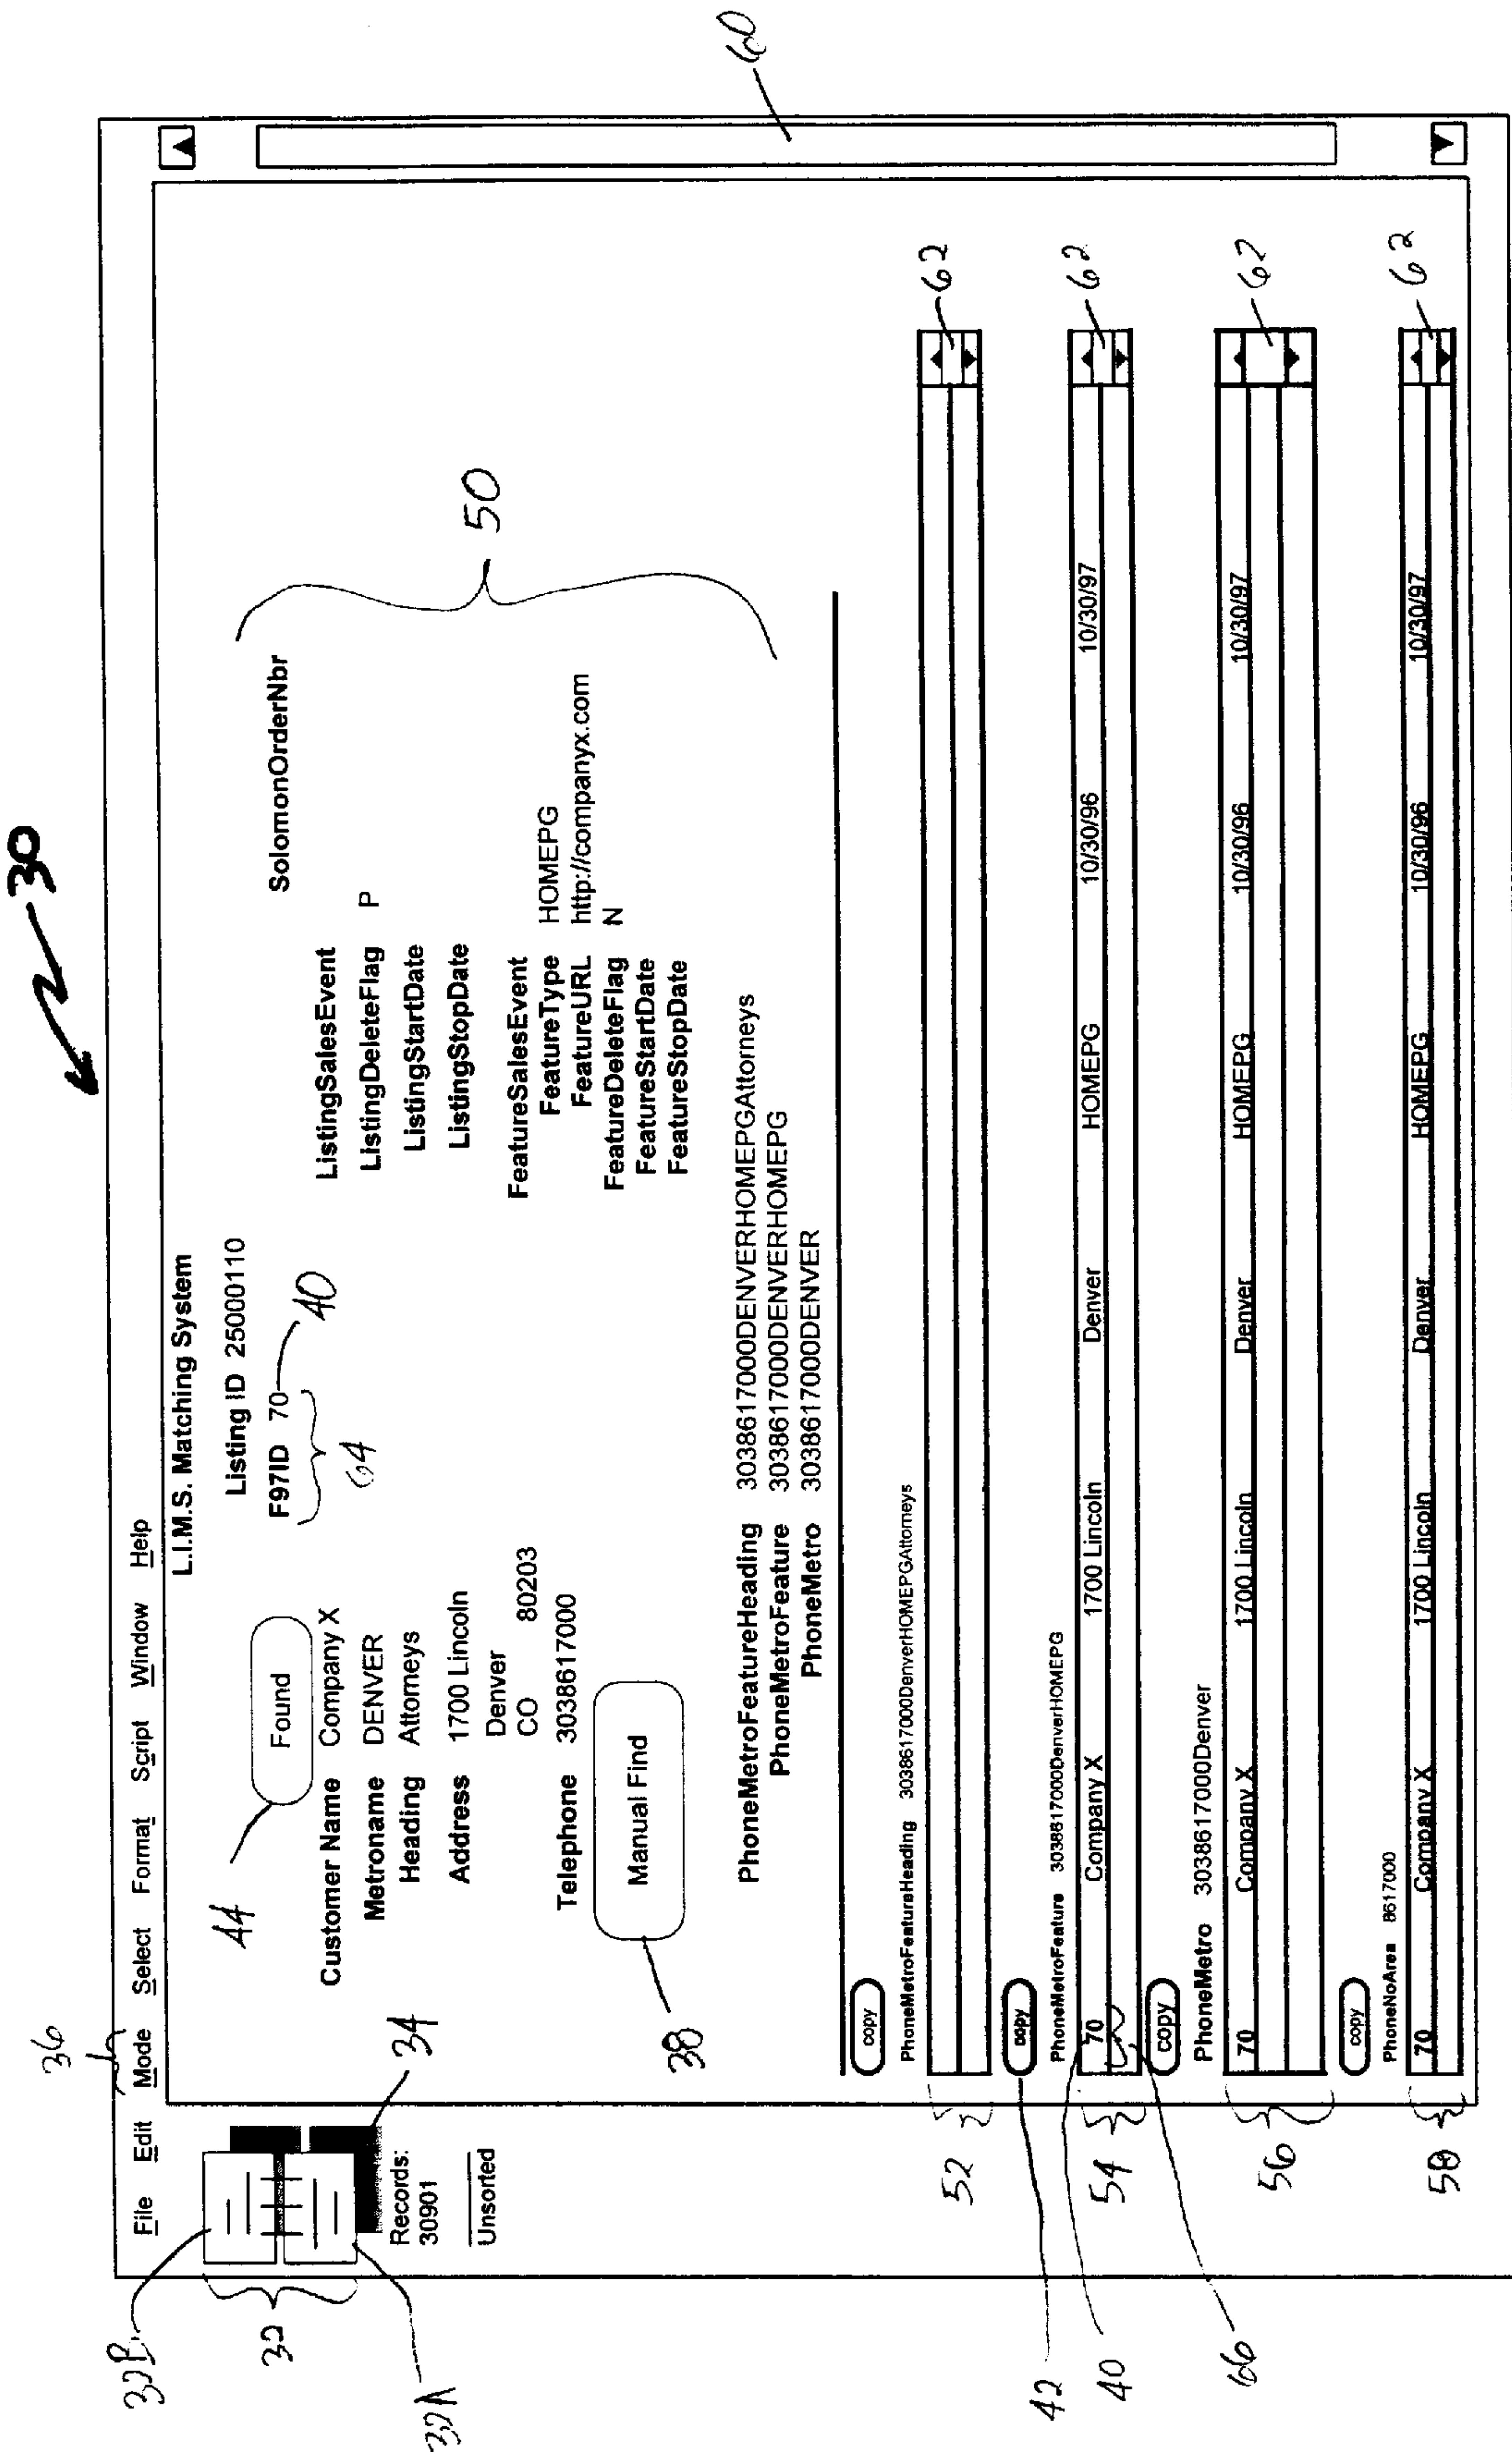 30
36
File Edit Mode Select Format Script Window Help
L.I.M.S. Matching System
32B
32
32A
34
Records:
30901
Unsorted
44
Found
Listing ID 25000110
F97ID 70
40
64
SolomonOrderNbr
Customer Name Company X
Metroname DENVER
Heading Attorneys
Address 1700 Lincoln
Denver
CO 80203
Telephone 3038617000
ListingSalesEvent
ListingDeleteFlag P
ListingStartDate
ListingStopDate
FeatureSalesEvent
FeatureType HOMEPG
FeatureURL http://companyx.com
FeatureDeleteFlag N
FeatureStartDate
FeatureStopDate
50
Manual Find
38
PhoneMetroFeatureHeading 3038617000DENVERHOMEPGAttorneys
PhoneMetroFeature 3038617000DENVERHOMEPG
PhoneMetro 3038617000DENVER
60
copy
PhoneMetroFeatureHeading 3038617000DenverHOMEPGAttorneys
52
62
42
copy
PhoneMetroFeature 3038617000DenverHOMEPG
40
54
70 Company X 1700 Lincoln Denver HOMEPG 10/30/96 10/30/97
62
66
copy
PhoneMetro 3038617000Denver
56
70 Company X 1700 Lincoln Denver HOMEPG 10/30/96 10/30/97
62
copy
PhoneNoArea 8617000
58
70 Company X 1700 Lincoln Denver HOMEPG 10/30/96 10/30/97
62